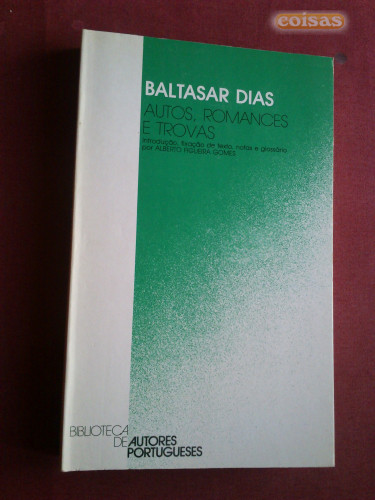 coisas
BALTASAR DIAS
AUTOS, ROMANCES
E TROVAS
Introdução, fixação de texto, notas e glossário
por ALBERTO FIGUEIRA GOMES
BIBLIOTECA
DE AUTORES
PORTUGUESES